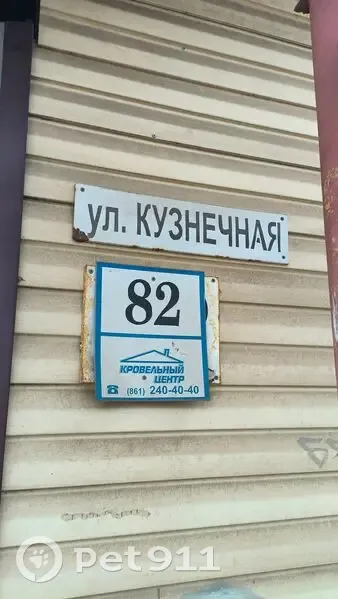 ул. КУЗНЕЧНАЯ
82
КРОВЕЛЬНЫЙ
ЦЕНТР
☎ (861) 240-40-40
pet911